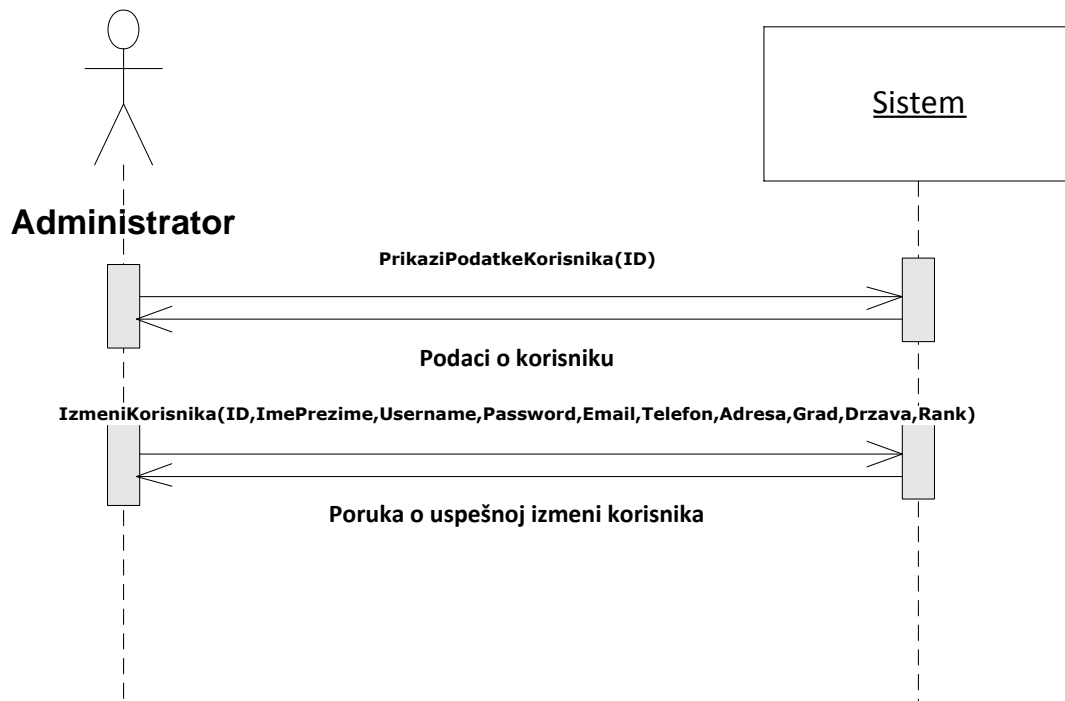 Sistem
Administrator
PrikaziPodatkeKorisnika(ID)
Podaci o korisniku
IzmeniKorisnika(ID,ImePrezime,Username,Password,Email,Telefon,Adresa,Grad,Drzava,Rank)
Poruka o uspešnoj izmeni korisnika